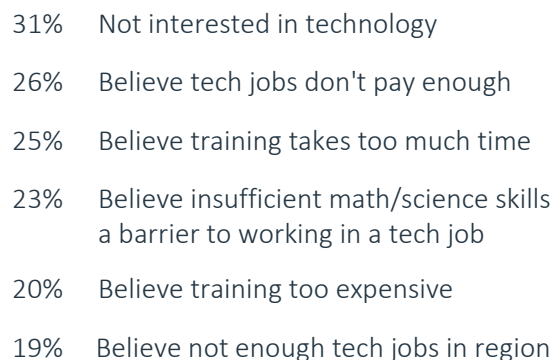 31% Not interested in technology
26% Believe tech jobs don't pay enough
25% Believe training takes too much time
23% Believe insufficient math/science skills
a barrier to working in a tech job
20% Believe training too expensive
19% Believe not enough tech jobs in region